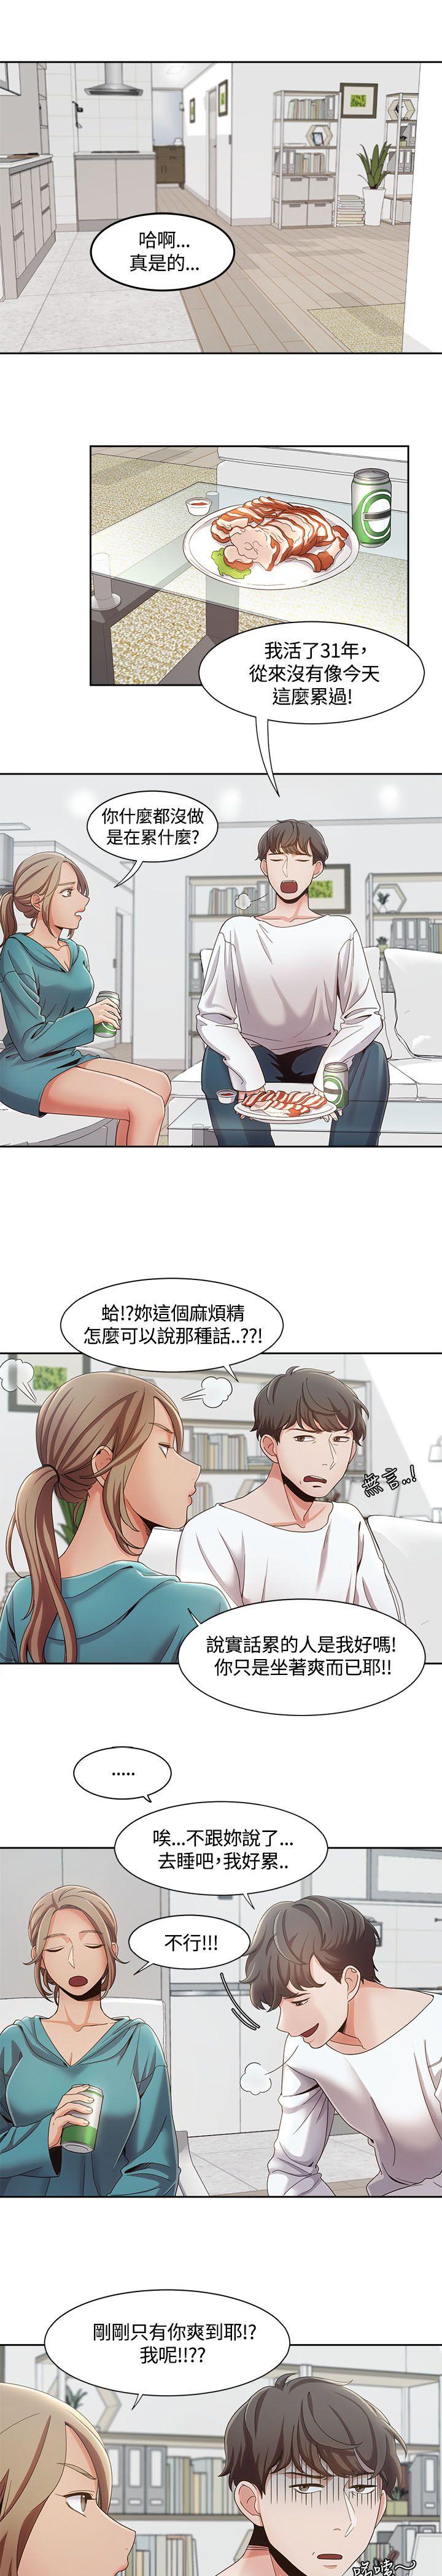 哈啊...
真是的...
我活了31年，
從來沒有像今天
這麼累過！
你什麼都沒做
是在累什麼?
蛤!?妳這個麻煩精
怎麼可以說那種話..??!
無言..!
說實話累的人是我好嗎!
你只是坐著爽而已耶!!
.....
唉...不跟妳說了...
去睡吧，我好累..
不行!!!
剛剛只有你爽到耶!?
我呢!!??